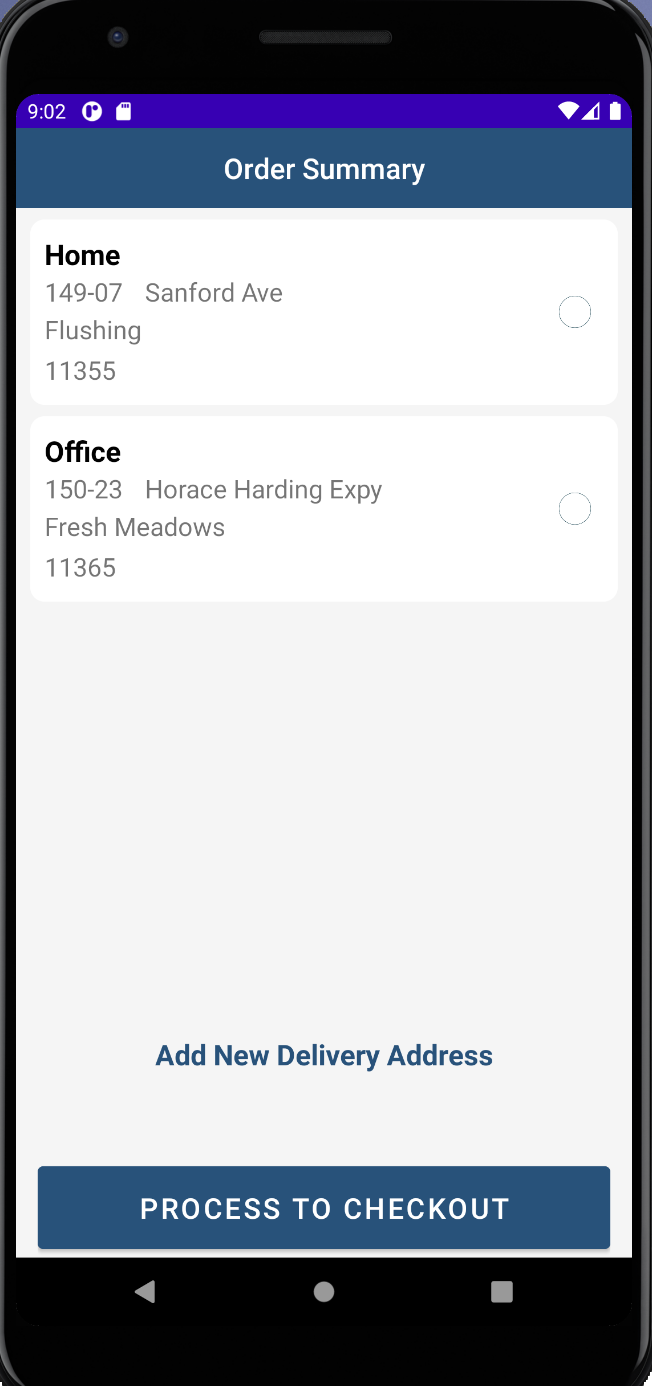 9:02
Order Summary
Home
149-07 Sanford Ave
Flushing
11355
Office
150-23 Horace Harding Expy
Fresh Meadows
11365
Add New Delivery Address
PROCESS TO CHECKOUT